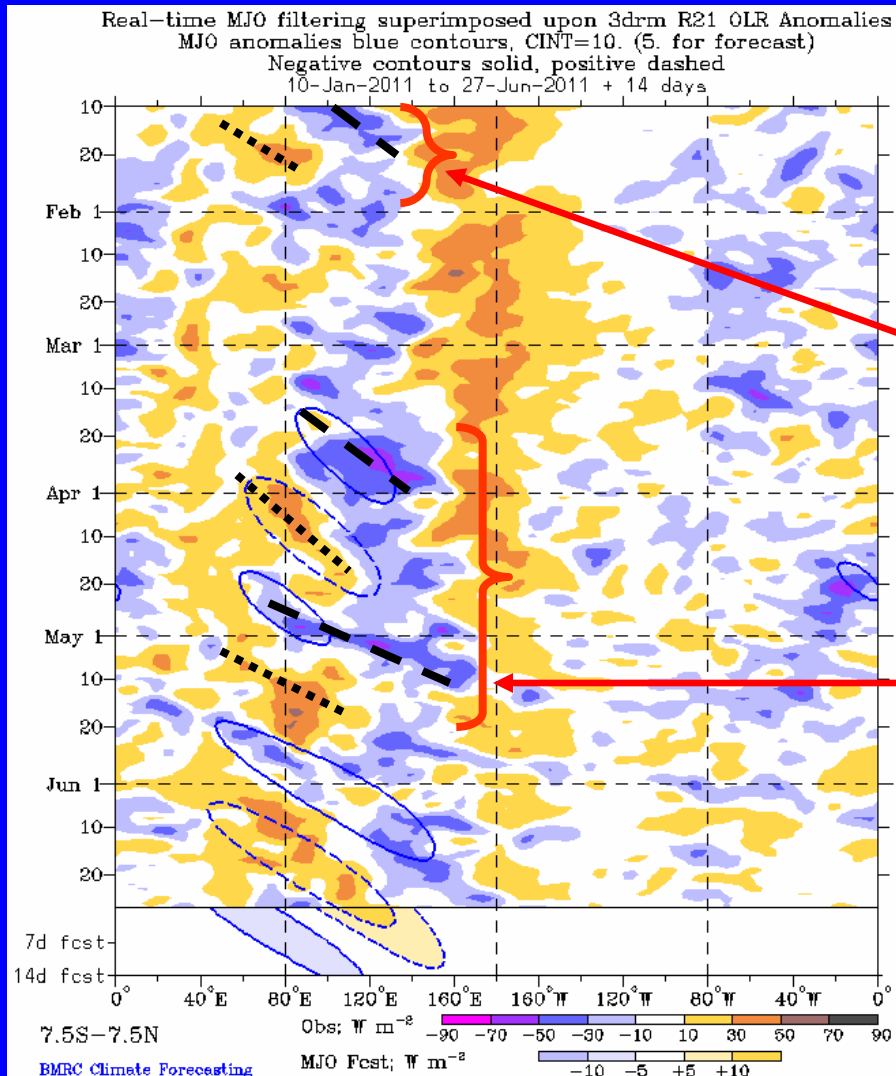 Real-time MJO filtering superimposed upon 3drm R21 OLR Anomalies
MJO anomalies blue contours, CINT=10. (5. for forecast)
Negative contours solid, positive dashed
10-Jan-2011 to 27-Jun-2011 + 14 days
10
20
Feb 1
10
20
Mar 1
10
20
Apr 1
10
20
May 1
10
20
Jun 1
10
20
7d fcst
14d fcst
0° 40°E 80°E 120°E 160°E 160°W 120°W 80°W 40°W 0°
7.5S-7.5N
Obs; W m-2
-90 -70 -50 -30 -10 10 30 50 70 90
BMRC Climate Forecasting
MJO Fcst; W m-2
-10 -5 +5 +10